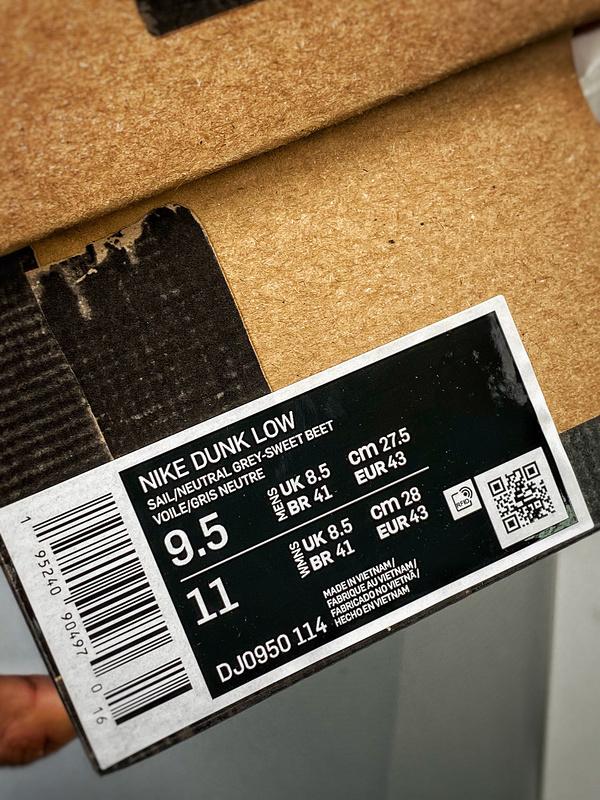 NIKE DUNK LOW
SAIL/NEUTRAL GREY-SWEET BEET
VOILE/GRIS NEUTRE
9.5
MENS
UK 8.5
cm 27.5
BR 41
EUR 43
11
WMNS
UK 8.5
cm 28
BR 41
EUR 43
RFID
DJ0950 114
MADE IN VIETNAM/
FABRIQUE AU VIETNAM/
FABRICADO NO VIETNÃ/
HECHO EN VIETNAM
1 95240 90497 0 16